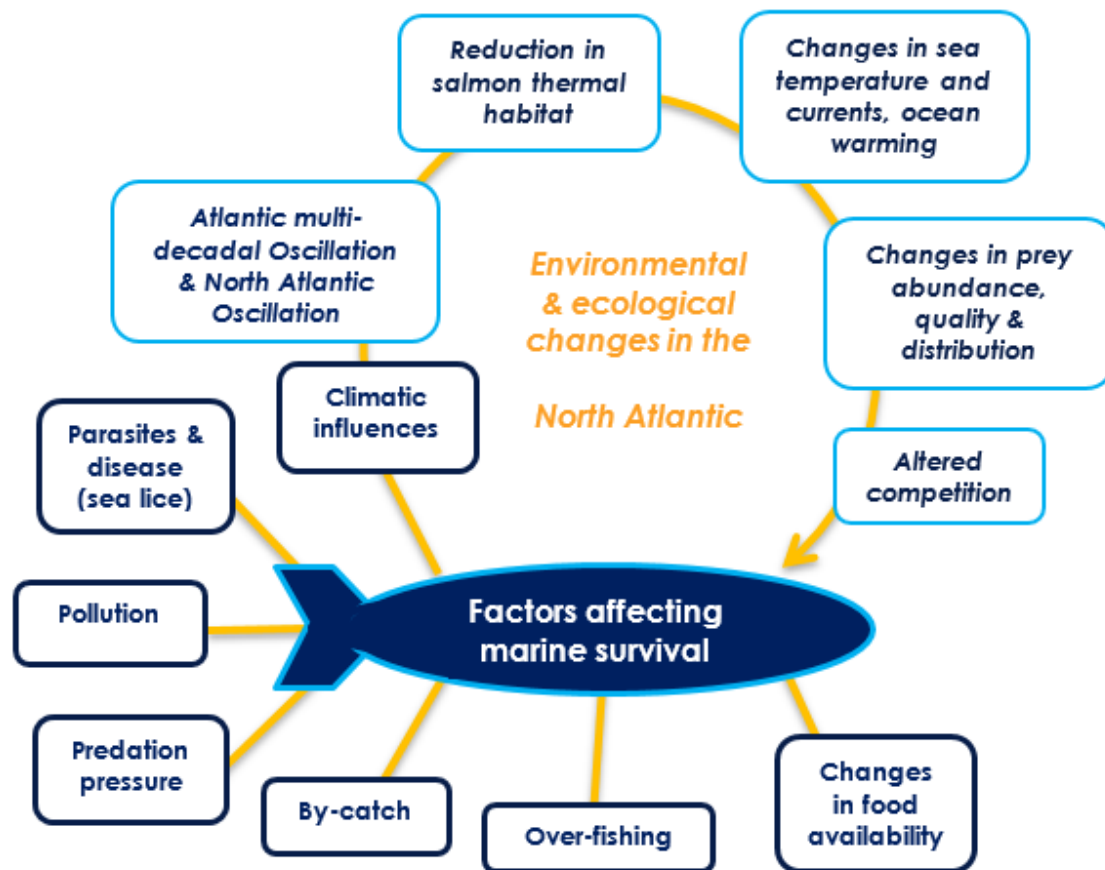 Reduction in
salmon thermal
habitat
Changes in sea
temperature and
currents, ocean
warming
Atlantic multi-
decadal Oscillation
& North Atlantic
Oscillation
Environmental
& ecological
changes in the
North Atlantic
Changes in prey
abundance,
quality &
distribution
Climatic
influences
Parasites &
disease
(sea lice)
Altered
competition
Pollution
Factors affecting
marine survival
Predation
pressure
By-catch
Over-fishing
Changes
in food
availability